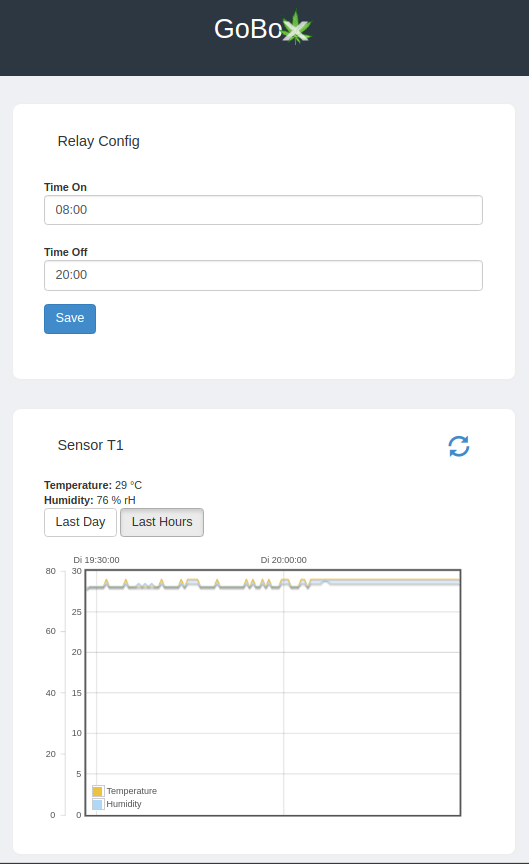 GoBo
Relay Config
Time On
08:00
Time Off
20:00
Save
Sensor T1
Temperature: 29 °C
Humidity: 76 % rH
Last Day Last Hours
Di 19:30:00 Di 20:00:00
80 30
25
60
20
40 15
10
20
5
Temperature
Humidity
0 0